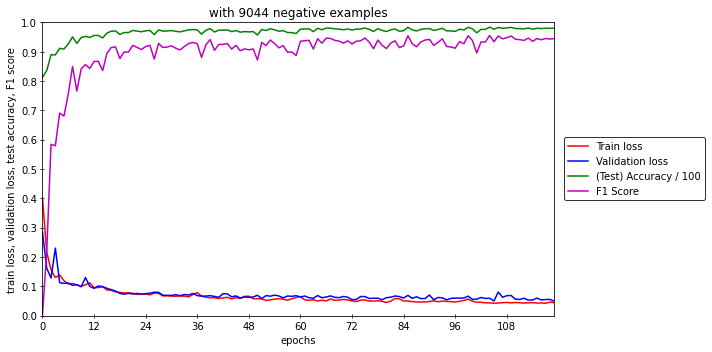 with 9044 negative examples
train loss, validation loss, test accuracy, F1 score
1.0
0.9
0.8
0.7
0.6
0.5
0.4
0.3
0.2
0.1
0.0
0 12 24 36 48 60 72 84 96 108
epochs
Train loss
Validation loss
(Test) Accuracy / 100
F1 Score